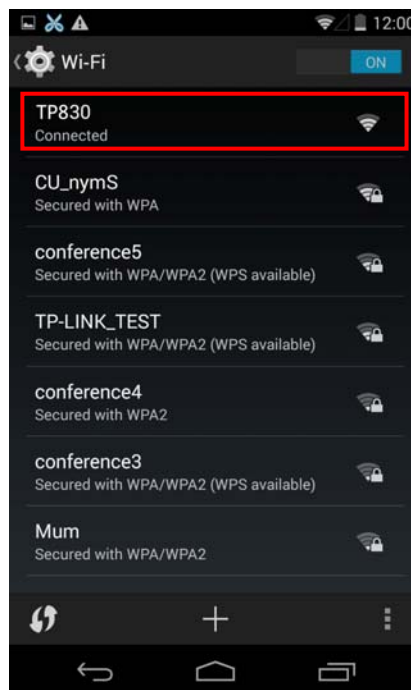 12:00
Wi-Fi
ON
TP830
Connected
CU_nymS
Secured with WPA
conference5
Secured with WPA/WPA2 (WPS available)
TP-LINK_TEST
Secured with WPA/WPA2 (WPS available)
conference4
Secured with WPA2
conference3
Secured with WPA/WPA2 (WPS available)
Mum
Secured with WPA/WPA2